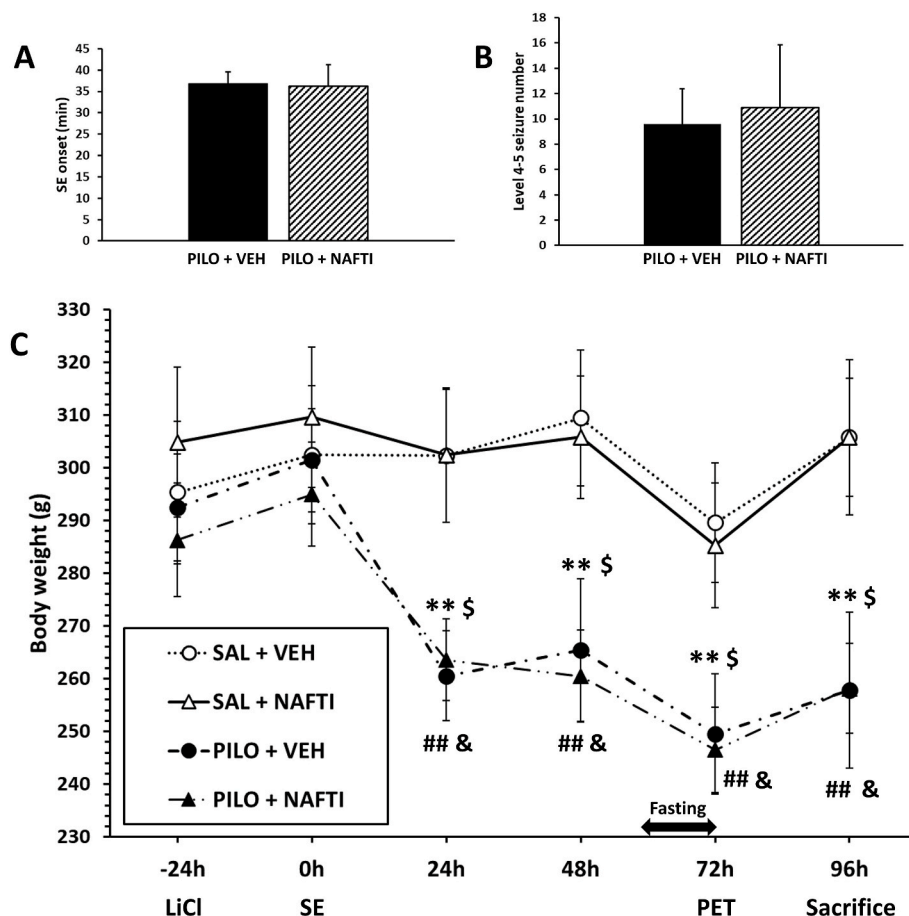 A
SE onset (min)
45
40
35
30
25
20
15
10
5
0
PILO + VEH PILO + NAFTI
B
Level 4-5 seizure number
18
16
14
12
10
8
6
4
2
0
PILO + VEH PILO + NAFTI
C
Body weight (g)
330
320
310
300
290
280
270
260
250
240
230
** $
** $
** $
** $
## &
## &
## &
## &
SAL + VEH
SAL + NAFTI
PILO + VEH
PILO + NAFTI
Fasting
-24h 0h 24h 48h 72h 96h
LiCl SE PET Sacrifice